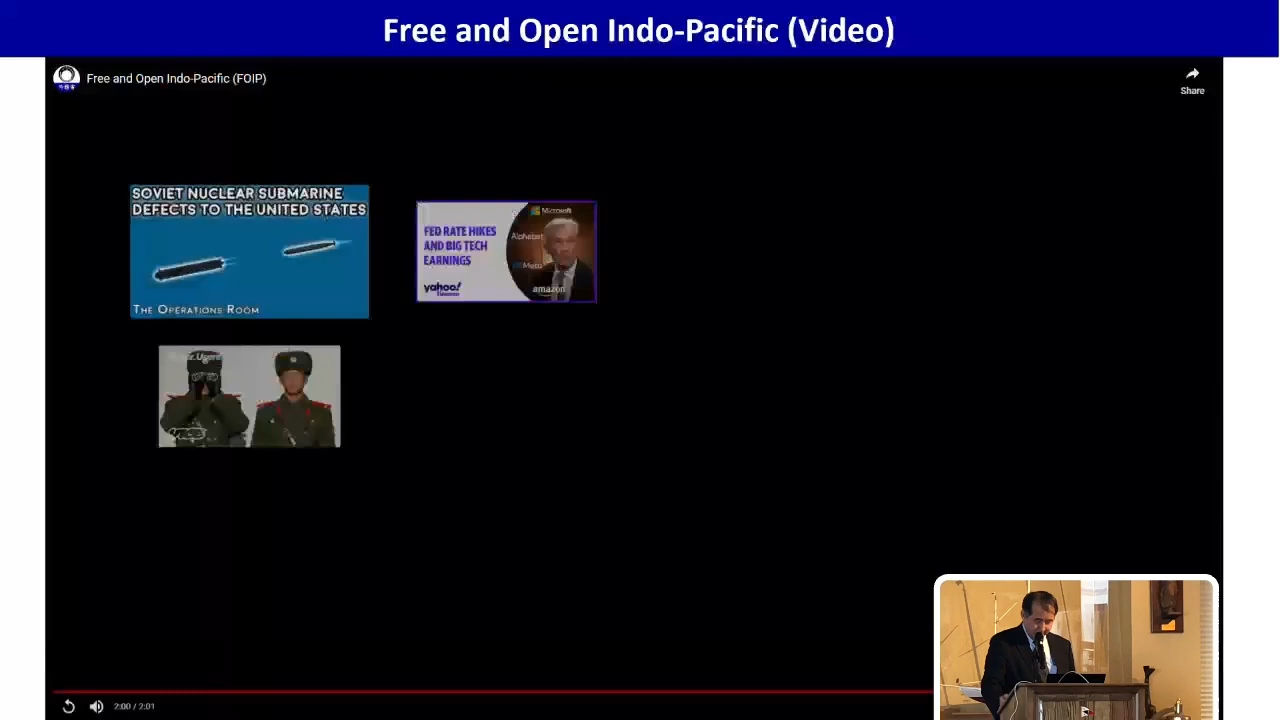 Free and Open Indo-Pacific (Video)
Free and Open Indo-Pacific (FOIP)
Share
SOVIET NUCLEAR SUBMARINE
DEFECTS TO THE UNITED STATES
THE OPERATIONS ROOM
FED RATE HIKES
AND BIG TECH
EARNINGS
yahoo!
Microsoft
Alphabet
Meta
amazon
2:00 / 2:01